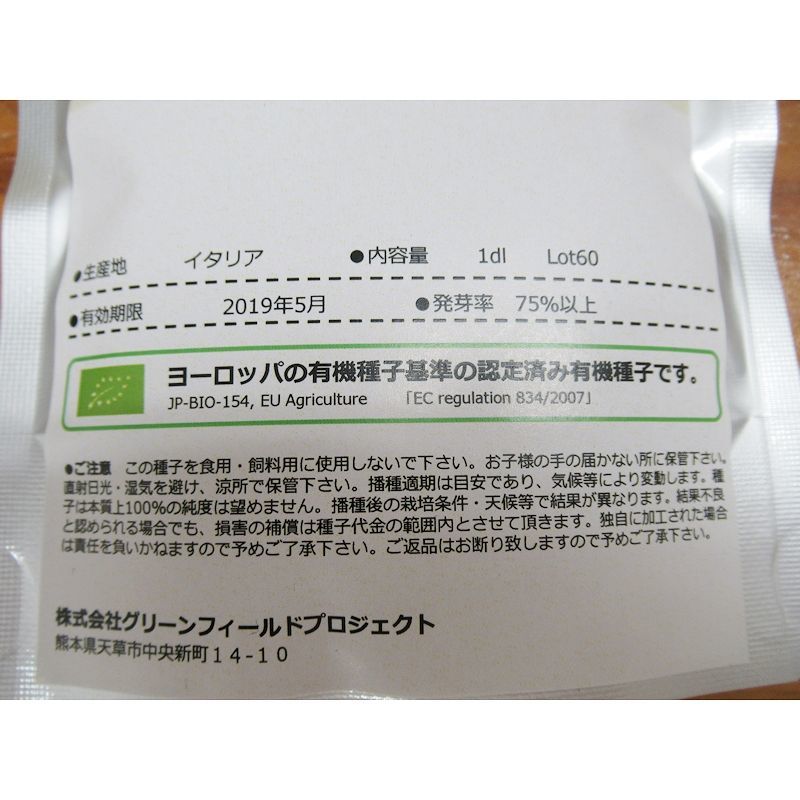 ●生産地 イタリア ●内容量 1dl Lot60
●有効期限 2019年5月 ●発芽率 75%以上
ヨーロッパの有機種子基準の認定済み有機種子です。
JP-BIO-154, EU Agriculture 「EC regulation 834/2007」
●ご注意 この種子を食用・飼料用に使用しないで下さい。お子様の手の届かない所に保管下さい。
直射日光・湿気を避け、涼所で保管下さい。播種適期は目安であり、気候等により変動します。種
子は本質上100%の純度は望めません。播種後の栽培条件・天候等で結果が異なります。結果不良
と認められる場合でも、損害の補償は種子代金の範囲内とさせて頂きます。独自に加工された場合
は責任を負いかねますので予めご了承下さい。ご返品はお断り致しますので予めご了承下さい。
株式会社グリーンフィールドプロジェクト
熊本県天草市中央新町14-10